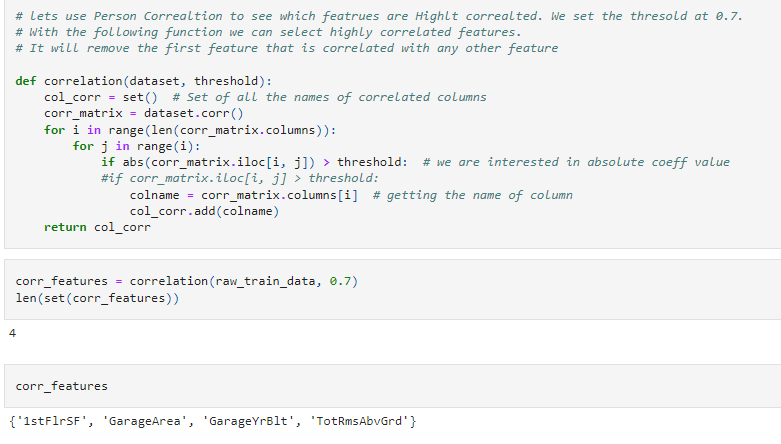 # lets use Person Correaltion to see which featrues are Highlt correalted. We set the thresold at 0.7.
# With the following function we can select highly correlated features.
# It will remove the first feature that is correlated with any other feature

def correlation(dataset, threshold):
    col_corr = set()  # Set of all the names of correlated columns
    corr_matrix = dataset.corr()
    for i in range(len(corr_matrix.columns)):
        for j in range(i):
            if abs(corr_matrix.iloc[i, j]) > threshold:  # we are interested in absolute coeff value
            #if corr_matrix.iloc[i, j] > threshold:
                colname = corr_matrix.columns[i]  # getting the name of column
                col_corr.add(colname)
    return col_corr

corr_features = correlation(raw_train_data, 0.7)
len(set(corr_features))

4

corr_features

{'1stFlrSF', 'GarageArea', 'GarageYrBlt', 'TotRmsAbvGrd'}